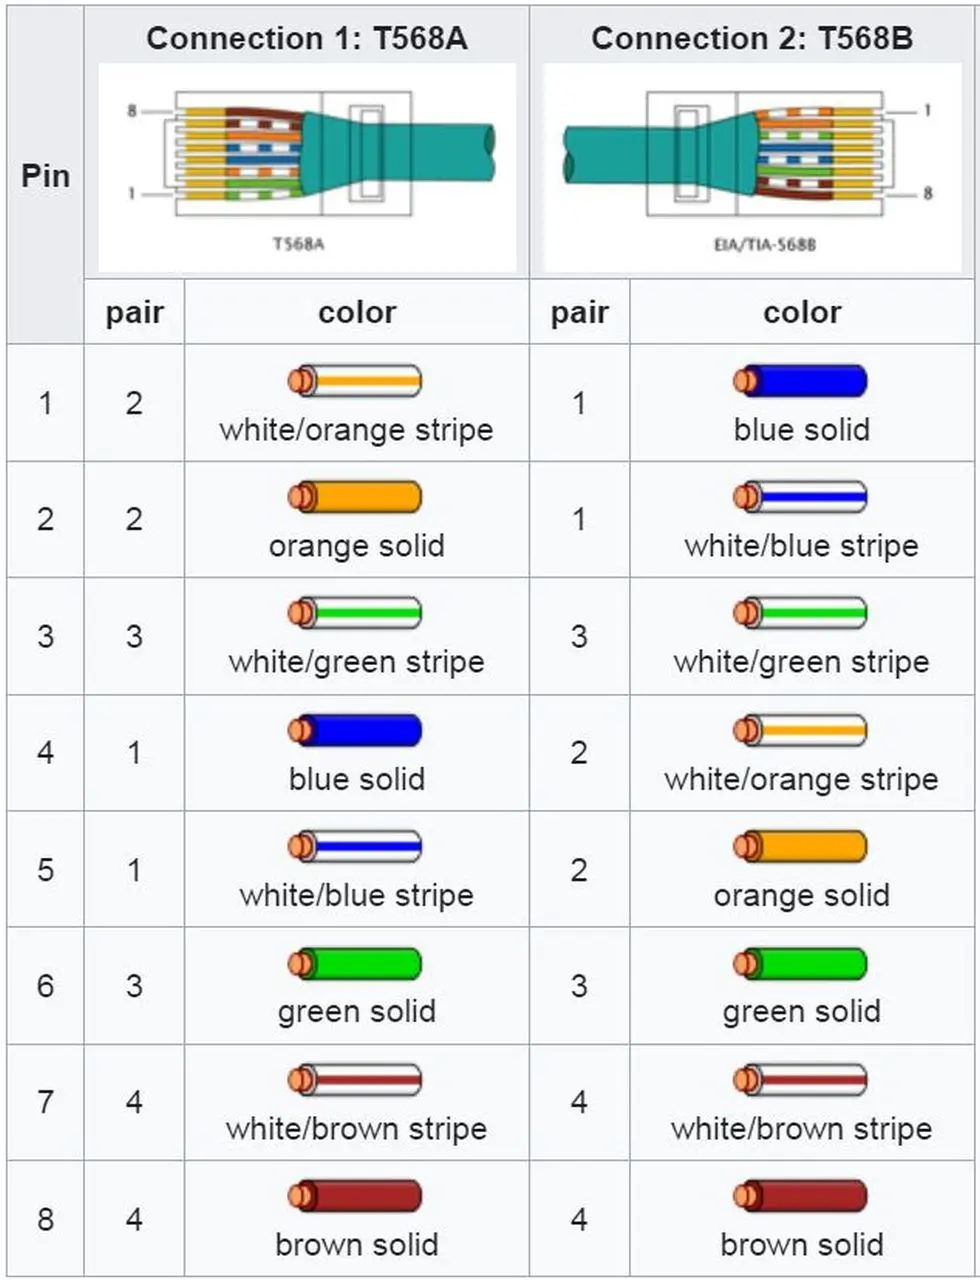 Connection 1: T568A
Connection 2: T568B
Pin
8
1
T568A
1
8
EIA/TIA-568B
pair
color
pair
color
1
2
white/orange stripe
1
blue solid
2
2
orange solid
1
white/blue stripe
3
3
white/green stripe
3
white/green stripe
4
1
blue solid
2
white/orange stripe
5
1
white/blue stripe
2
orange solid
6
3
green solid
3
green solid
7
4
white/brown stripe
4
white/brown stripe
8
4
brown solid
4
brown solid